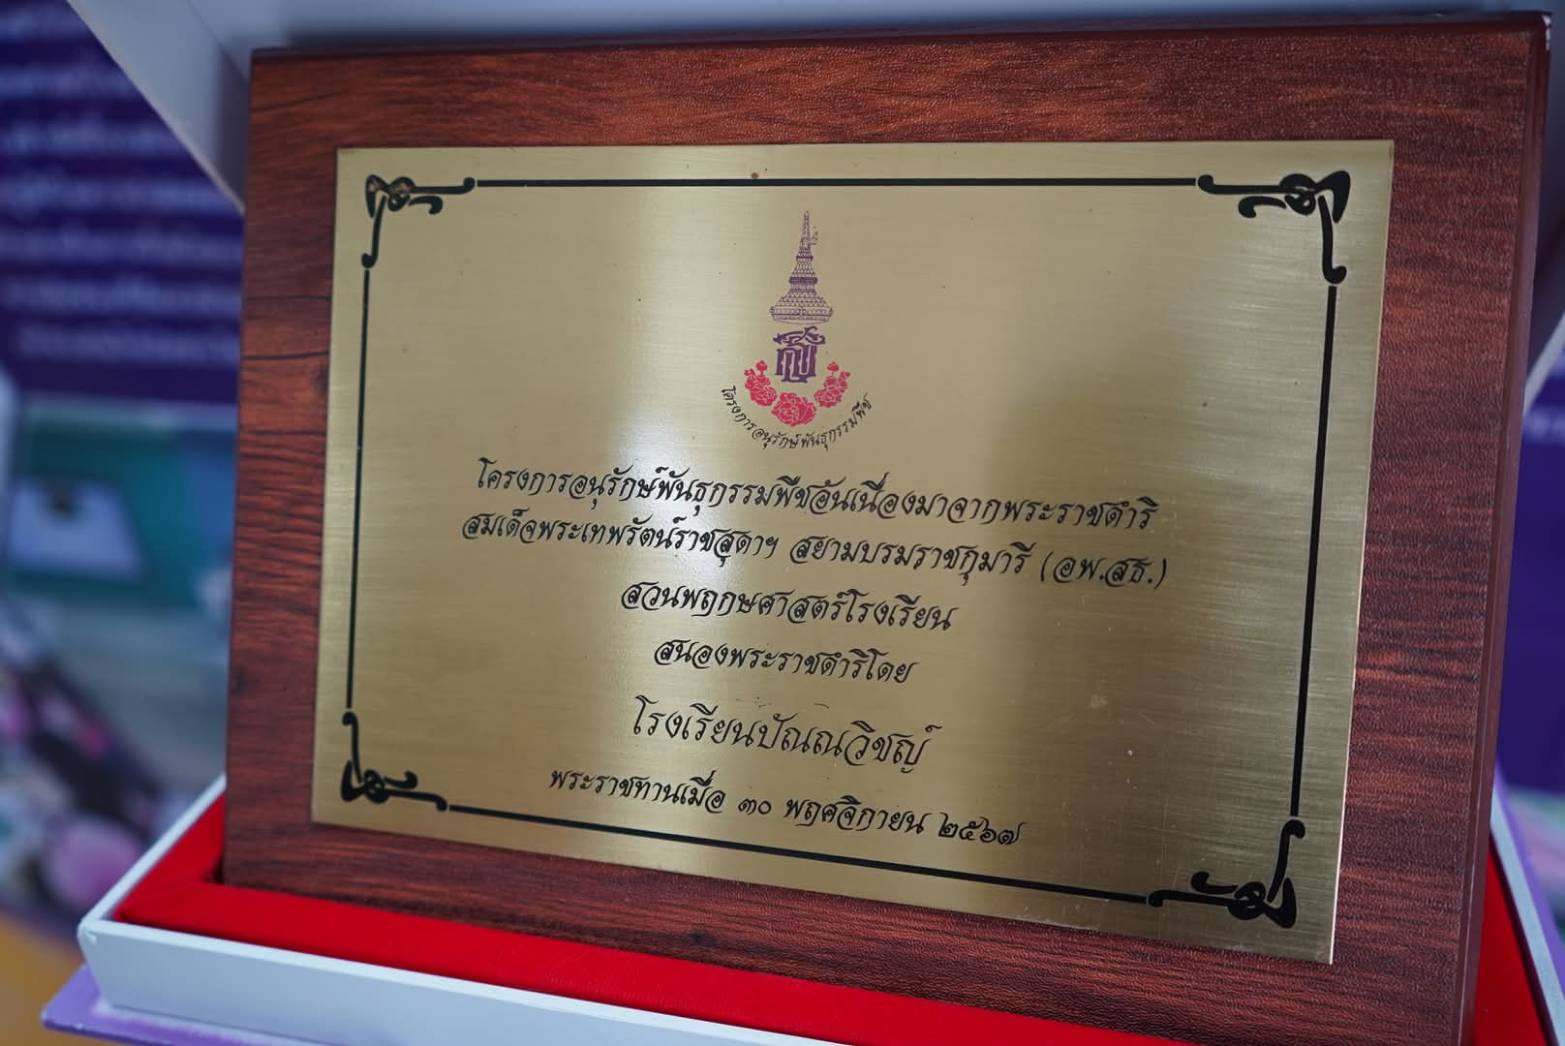 โครงการอนุรักษ์พันธุกรรมพืช
โครงการอนุรักษ์พันธุกรรมพืชอันเนื่องมาจากพระราชดำริ
สมเด็จพระเทพรัตน์ราชสุดาฯ สยามบรมราชกุมารี (อพ.สธ.)
สวนพฤกษศาสตร์โรงเรียน
สนองพระราชดำริโดย
โรงเรียนปัณณวิชญ์
พระราชทานเมื่อ ๓๐ พฤศจิกายน ๒๕๖๗